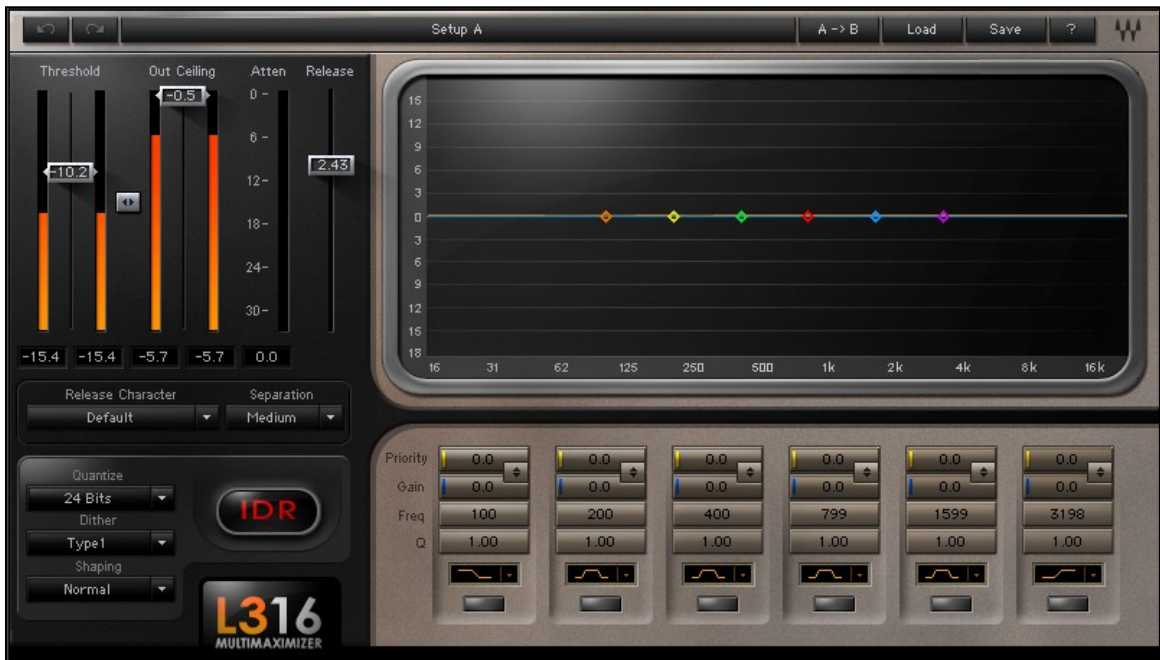 Setup A A -> B Load Save ?
Threshold Out Ceiling Atten Release
-10.2 -0.5 2.43
0 -
6 -
12-
18-
24-
30-
-15.4 -15.4 -5.7 -5.7 0.0
15
12
9
6
3
0
3
6
9
12
15
18
16 31 62 125 250 500 1k 2k 4k 8k 16k
Release Character Separation
Default Medium
Quantize
24 Bits
Dither
Type1
Shaping
Normal
IDR
L316
MULTIMAXIMIZER
Priority 0.0 0.0 0.0 0.0 0.0 0.0
Gain 0.0 0.0 0.0 0.0 0.0 0.0
Freq 100 200 400 799 1599 3198
Q 1.00 1.00 1.00 1.00 1.00 1.00